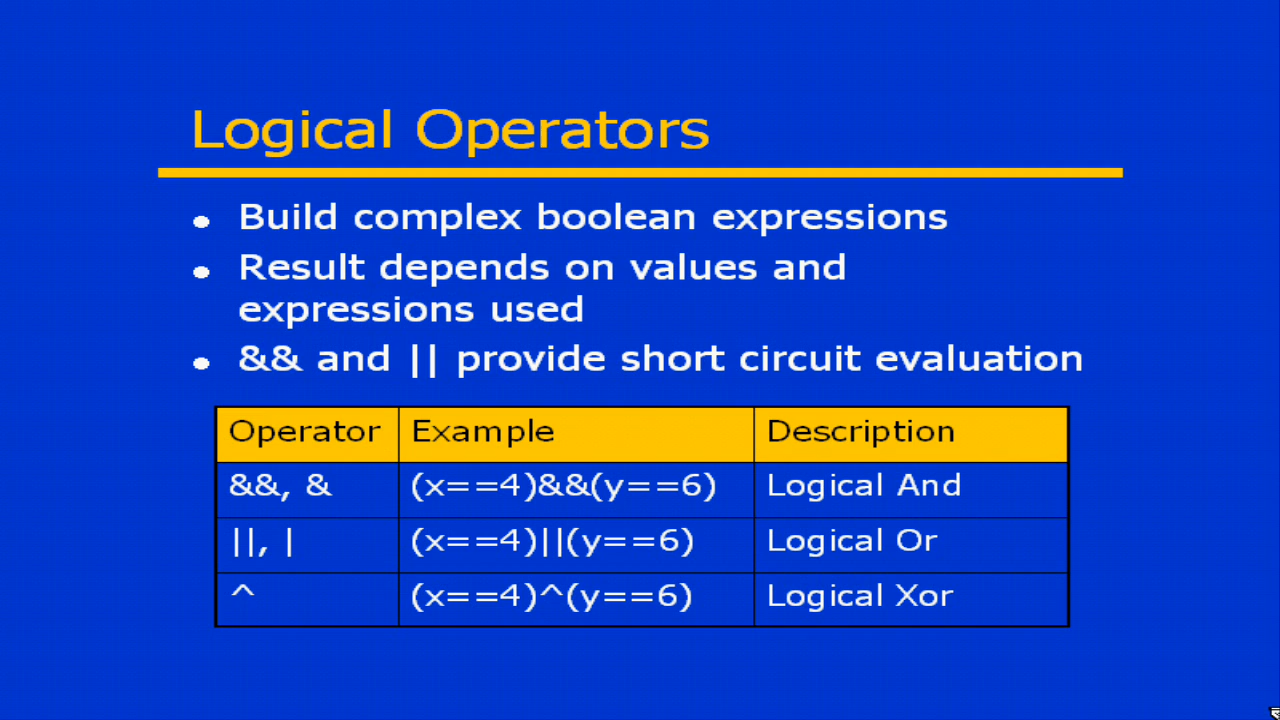 Logical Operators
• Build complex boolean expressions
• Result depends on values and
expressions used
• && and || provide short circuit evaluation
Operator Example Description
&&, & (x==4)&&(y==6) Logical And
||, | (x==4)||(y==6) Logical Or
^ (x==4)^(y==6) Logical Xor